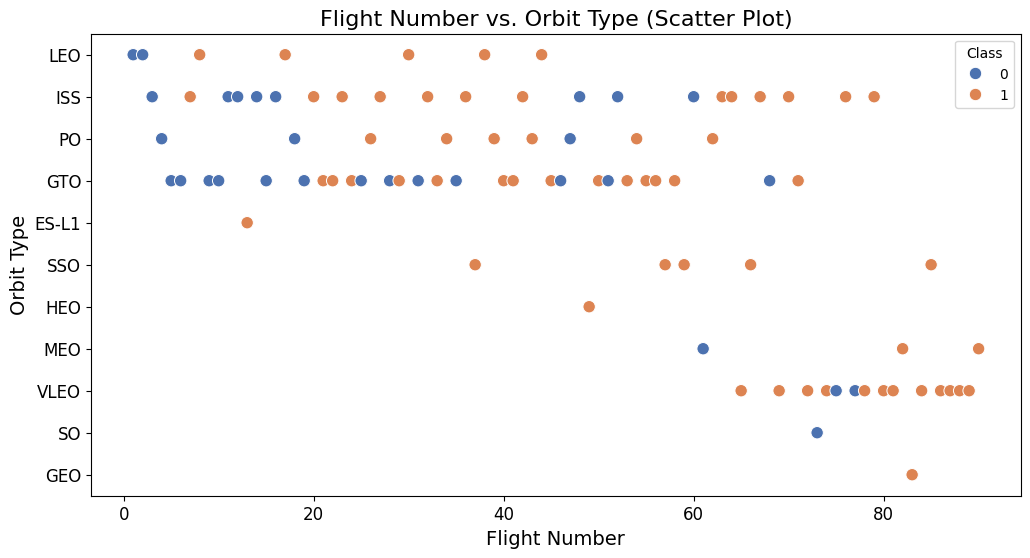 Flight Number vs. Orbit Type (Scatter Plot)
Class
0
1
Orbit Type
LEO
ISS
PO
GTO
ES-L1
SSO
HEO
MEO
VLEO
SO
GEO
0 20 40 60 80
Flight Number